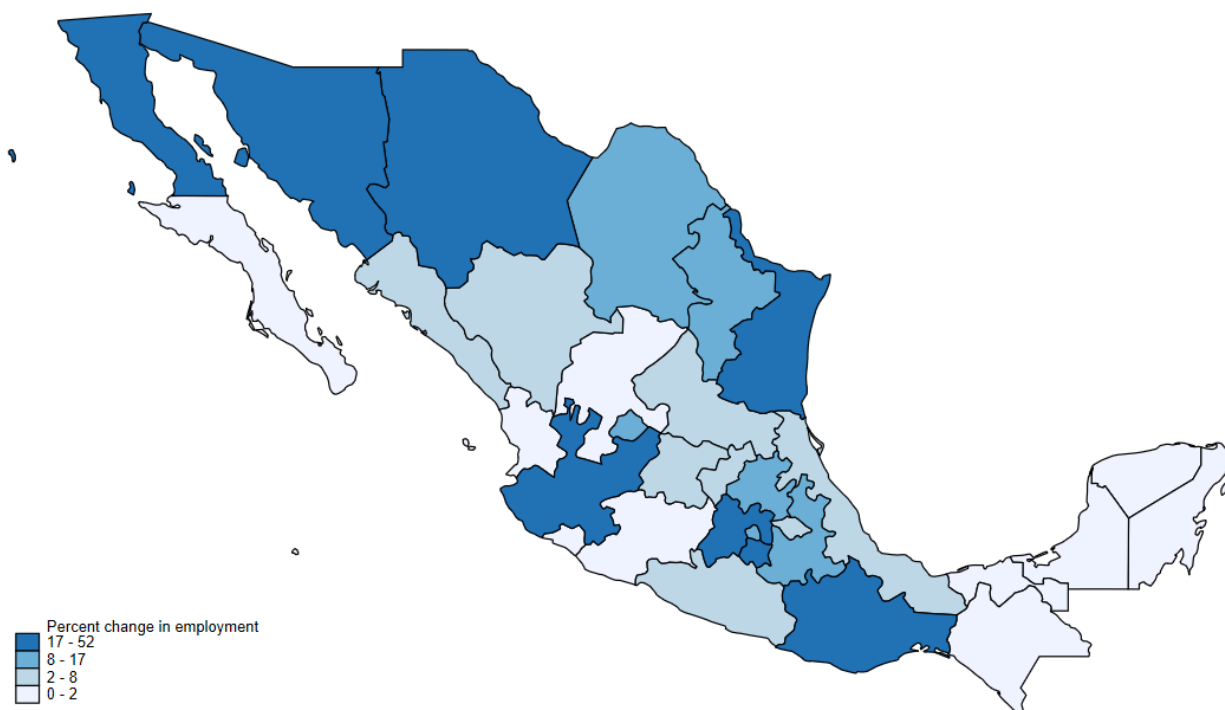 Percent change in employment
17 - 52
8 - 17
2 - 8
0 - 2